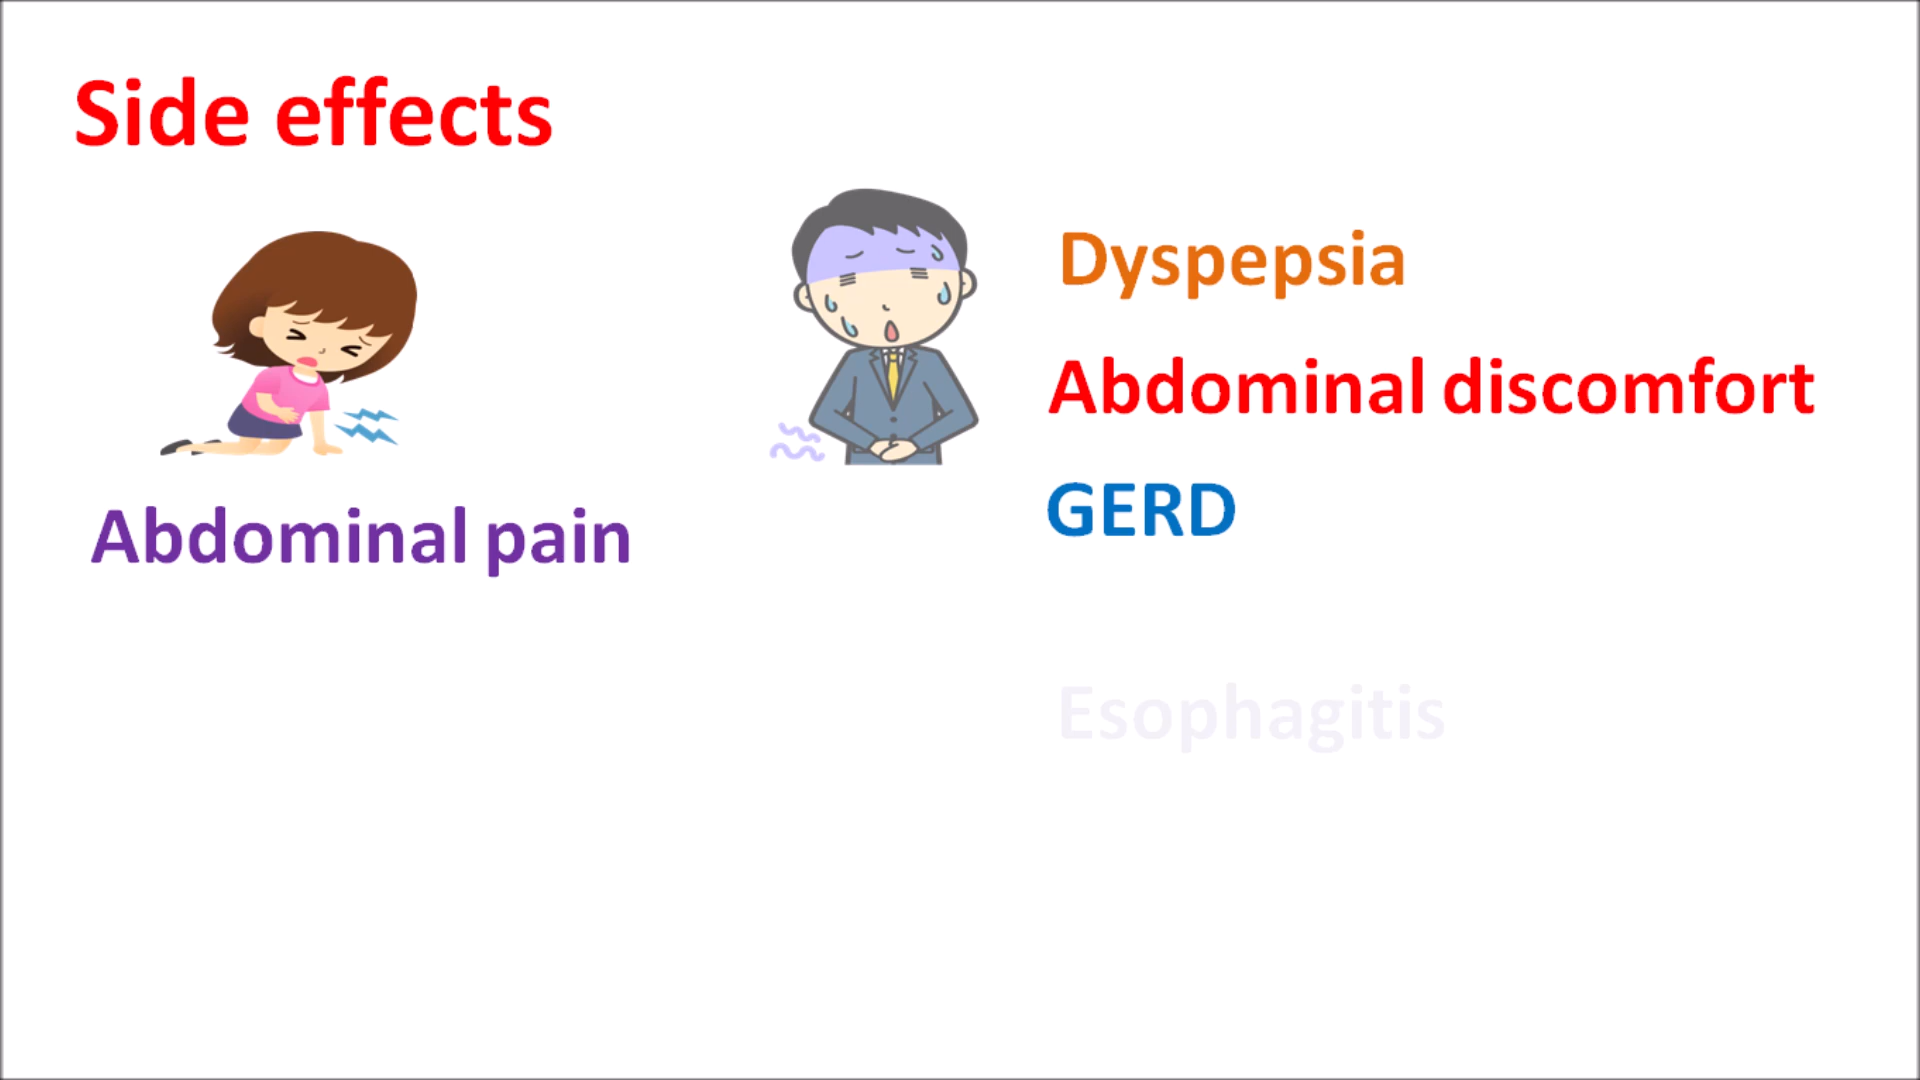 Side effects
Abdominal pain
Dyspepsia
Abdominal discomfort
GERD
Esophagitis